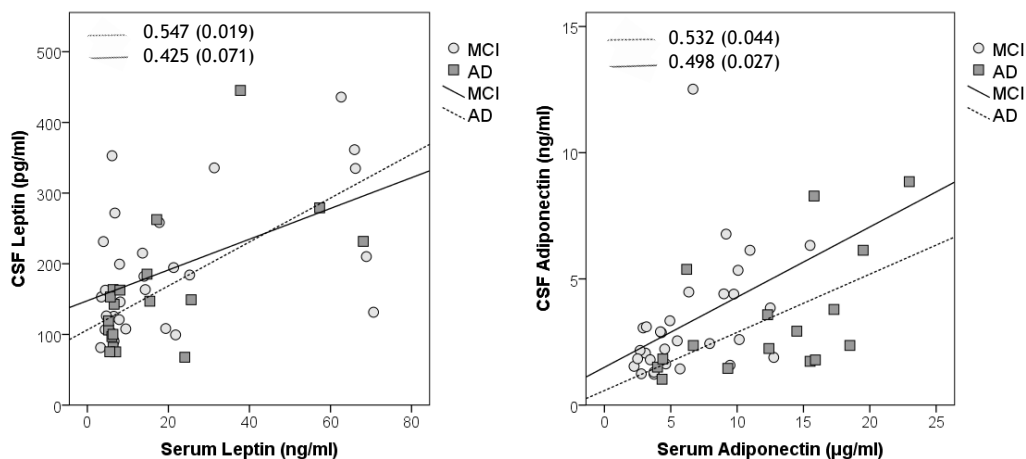 0.547 (0.019)
0.425 (0.071)
MCI
AD
MCI
AD
500
400
300
200
100
0
0 20 40 60 80
CSF Leptin (pg/ml)
Serum Leptin (ng/ml)
0.532 (0.044)
0.498 (0.027)
MCI
AD
MCI
AD
15
10
5
0
0 5 10 15 20 25
CSF Adiponectin (ng/ml)
Serum Adiponectin (μg/ml)